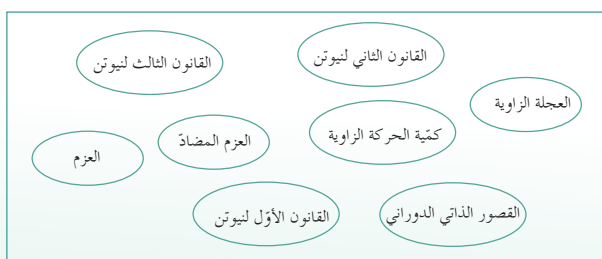 القانون الثاني لنيوتن
القانون الثالث لنيوتن
العجلة الزاوية
كمّية الحركة الزاوية
العزم المضادّ
العزم
القصور الذاتي الدوراني
القانون الأوّل لنيوتن